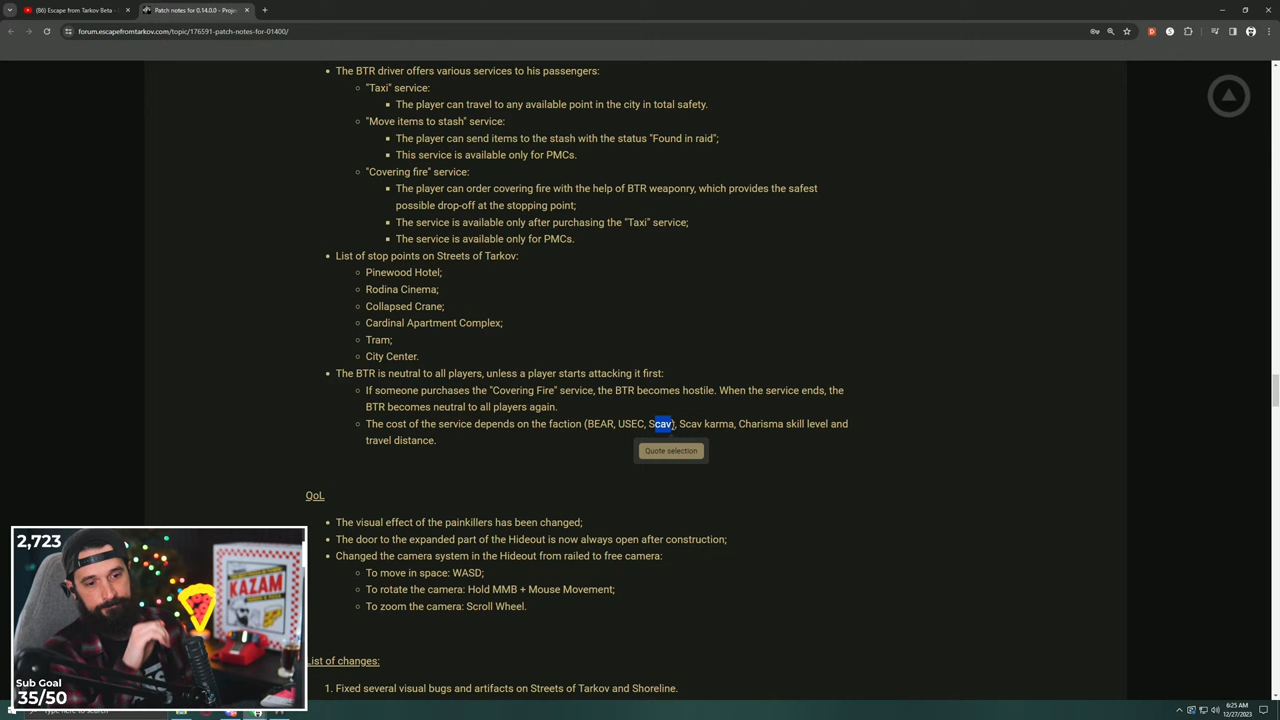 (86) Escape from Tarkov Beta -
Patch notes for 0.14.0.0 - Proje
forum.escapefromtarkov.com/topic/176591-patch-notes-for-01400/
The BTR driver offers various services to his passengers:
"Taxi" service:
The player can travel to any available point in the city in total safety.
"Move items to stash" service:
The player can send items to the stash with the status "Found in raid";
This service is available only for PMCs.
"Covering fire" service:
The player can order covering fire with the help of BTR weaponry, which provides the safest
possible drop-off at the stopping point;
The service is available only after purchasing the "Taxi" service;
The service is available only for PMCs.
List of stop points on Streets of Tarkov:
Pinewood Hotel;
Rodina Cinema;
Collapsed Crane;
Cardinal Apartment Complex;
Tram;
City Center.
The BTR is neutral to all players, unless a player starts attacking it first:
If someone purchases the "Covering Fire" service, the BTR becomes hostile. When the service ends, the
BTR becomes neutral to all players again.
The cost of the service depends on the faction (BEAR, USEC, Scav), Scav karma, Charisma skill level and
travel distance.
Quote selection
QoL
The visual effect of the painkillers has been changed;
The door to the expanded part of the Hideout is now always open after construction;
Changed the camera system in the Hideout from railed to free camera:
To move in space: WASD;
To rotate the camera: Hold MMB + Mouse Movement;
To zoom the camera: Scroll Wheel.
List of changes:
1. Fixed several visual bugs and artifacts on Streets of Tarkov and Shoreline.
2,723
KAZAM
Sub Goal
35/50
Type here to search
6:25 AM
12/27/2023